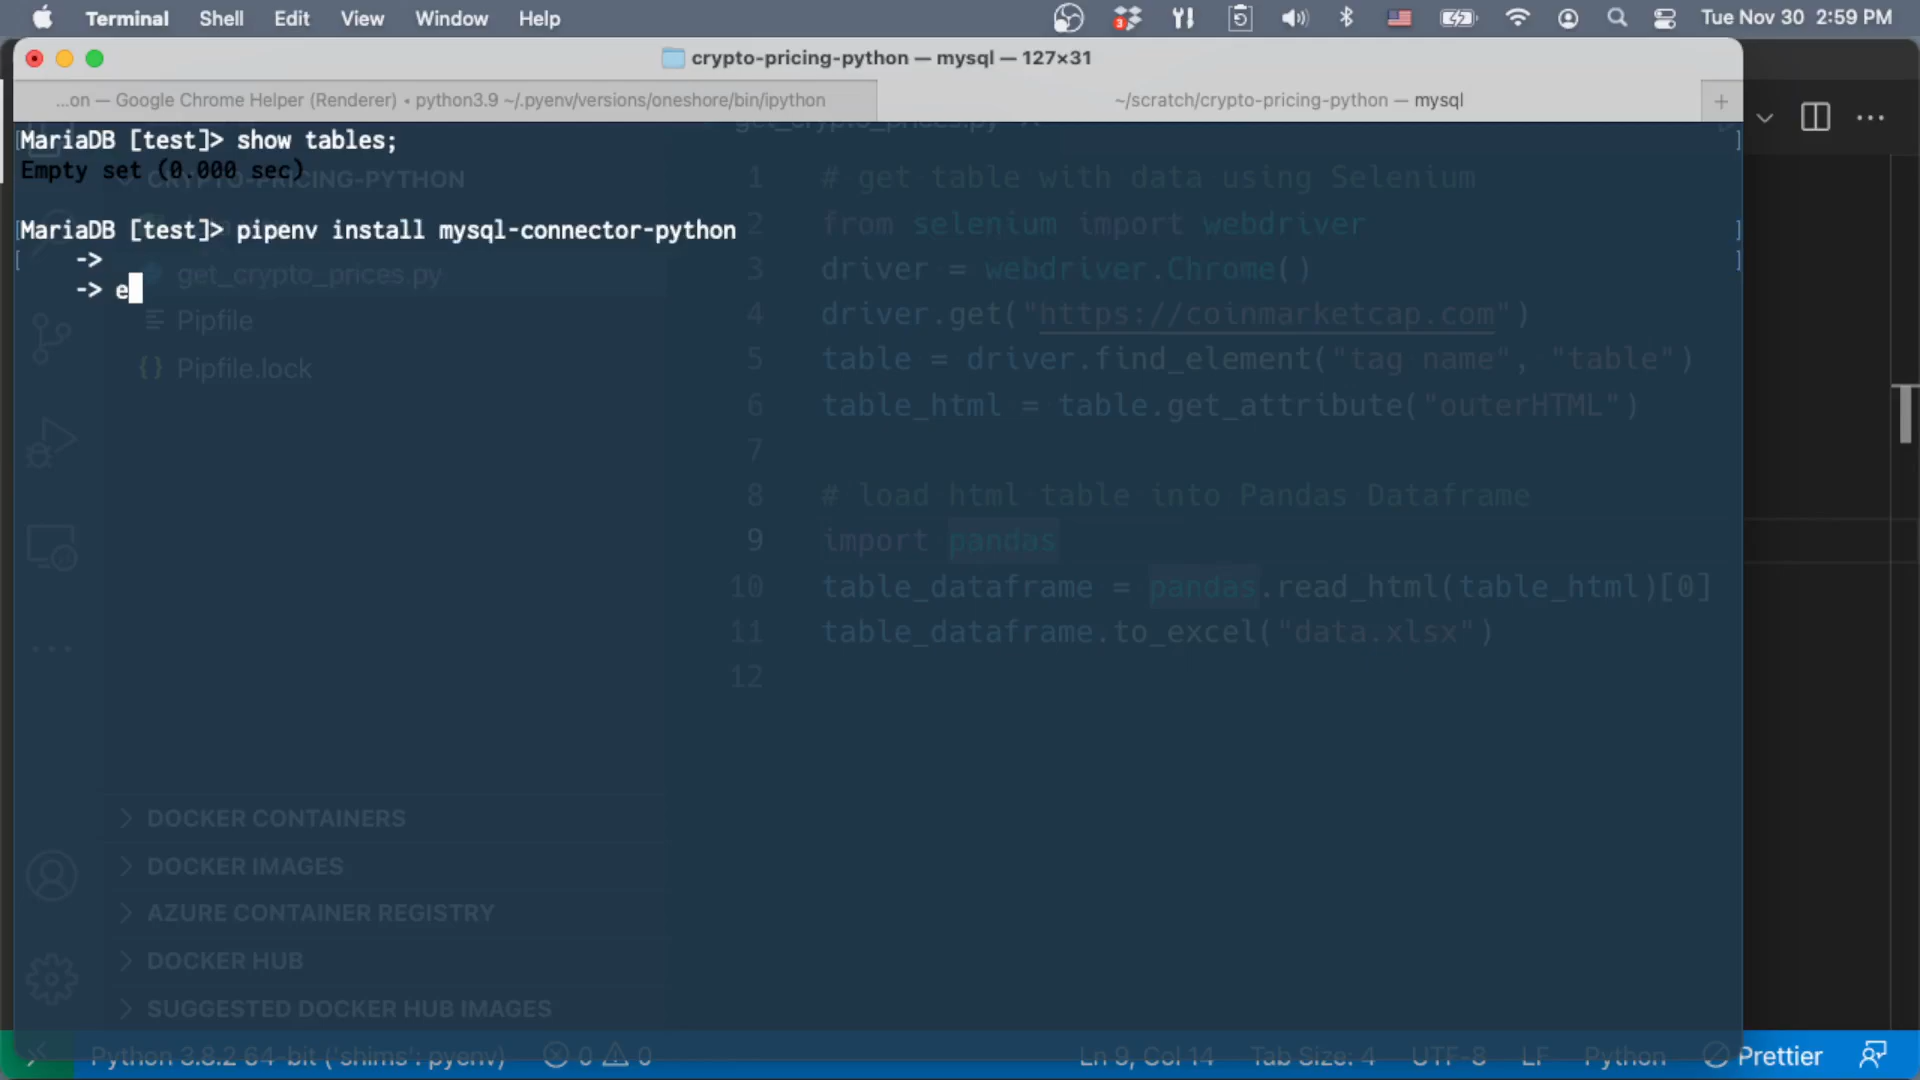 Terminal Shell Edit View Window Help
3
Tue Nov 30 2:59 PM
crypto-pricing-python — mysql — 127×31
...on — Google Chrome Helper (Renderer) • python3.9 ~/.pyenv/versions/oneshore/bin/ipython
~/scratch/crypto-pricing-python — mysql
+
MariaDB [test]> show tables;
get_crypto_prices.py
Empty set (0.000 sec)
CRYPTO-PRICING-PYTHON
MariaDB [test]> pipenv install mysql-connector-python
->
-> e
get_crypto_prices.py
Pipfile
{} Pipfile.lock
1 # get table with data using Selenium
2 from selenium import webdriver
3 driver = webdriver.Chrome()
4 driver.get("https://coinmarketcap.com")
5 table = driver.find_element("tag name", "table")
6 table_html = table.get_attribute("outerHTML")
7
8 # load html table into Pandas Dataframe
9 import pandas
10 table_dataframe = pandas.read_html(table_html)[0]
11 table_dataframe.to_excel("data.xlsx")
12
DOCKER CONTAINERS
DOCKER IMAGES
AZURE CONTAINER REGISTRY
DOCKER HUB
SUGGESTED DOCKER HUB IMAGES
Python 3.8.2 64-bit ('shims': pyenv) 0 0 Ln 9, Col 14 Tab Size: 4 UTF-8 LF Python Prettier